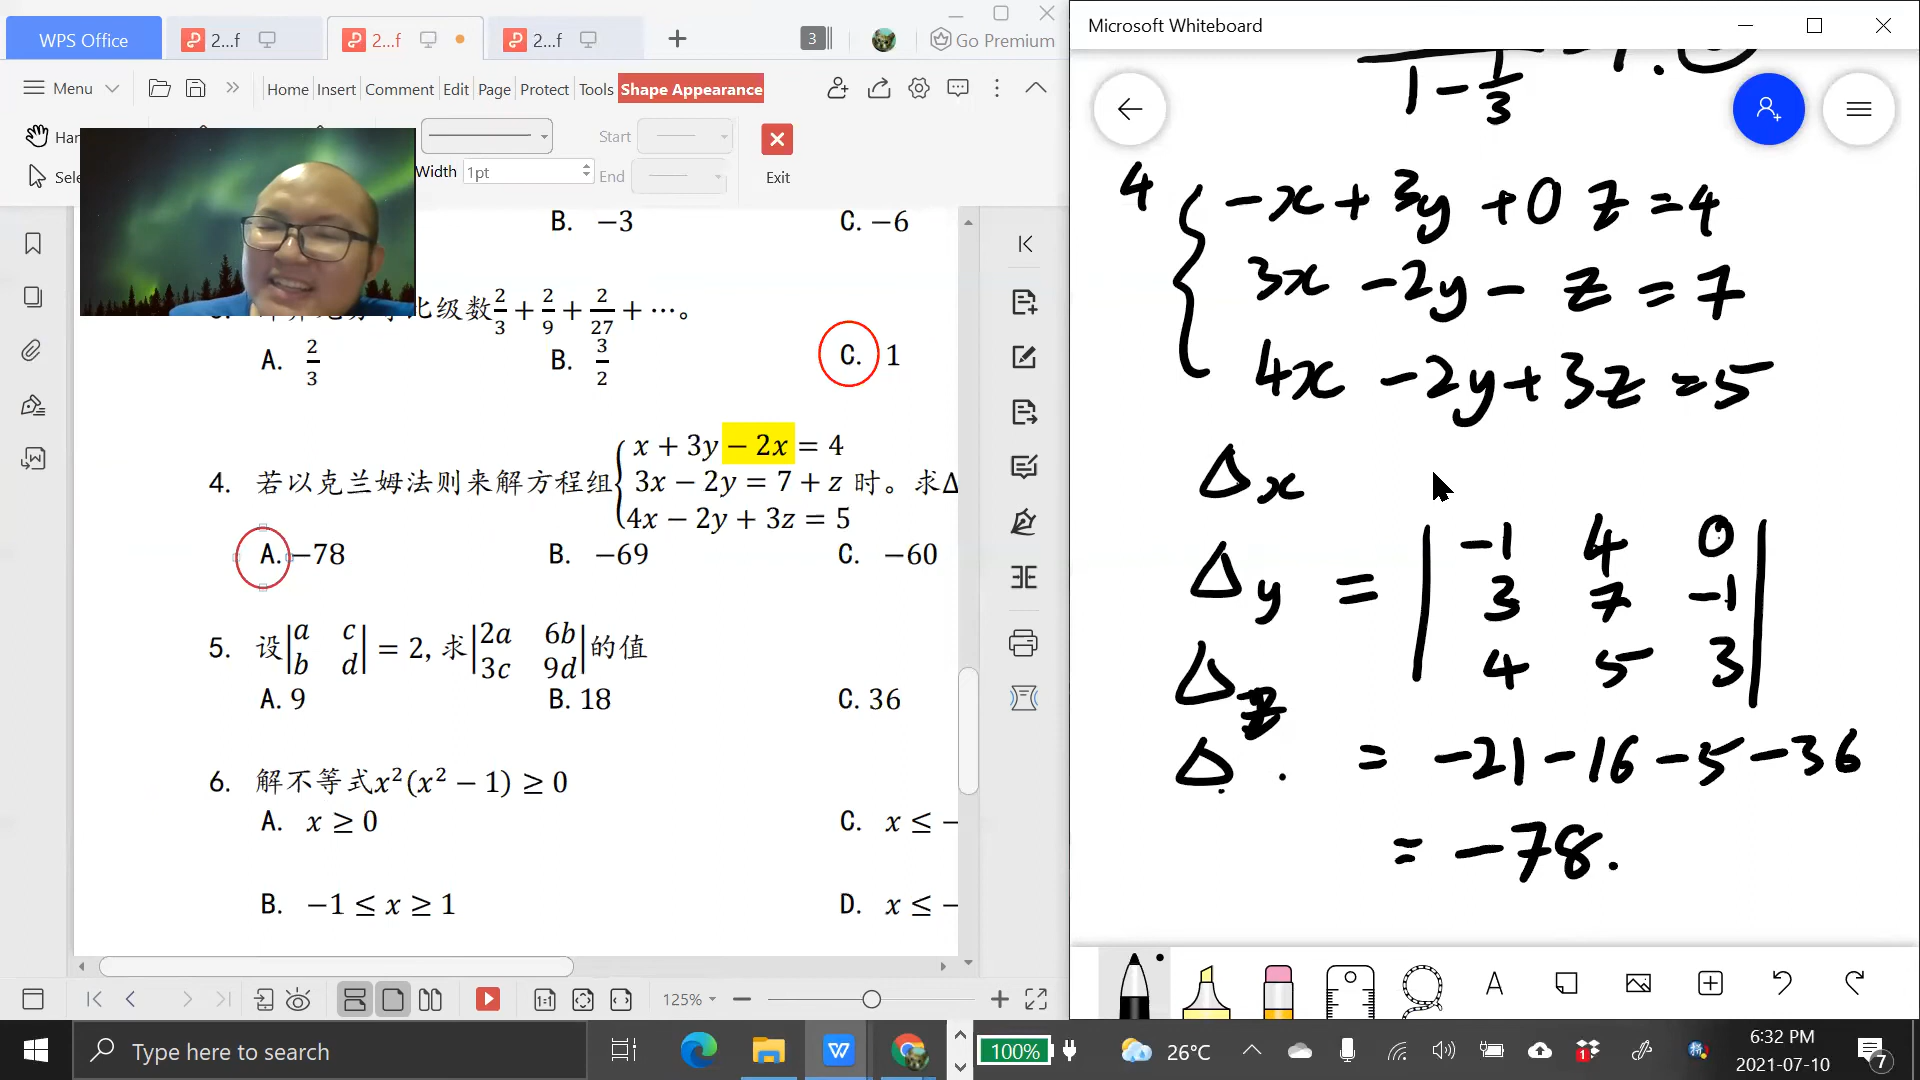 WPS Office
2...f
2...f
2...f
3
Go Premium
Menu
Home
Insert
Comment
Edit
Page
Protect
Tools
Shape Appearance
Start
Width
1pt
End
Exit
B. −3
C. −6
比级数2/3 + 2/9 + 2/27 + ⋯。
A. 2/3
B. 3/2
C. 1
4. 若以克兰姆法则来解方程组{
x + 3y − 2x = 4
3x − 2y = 7 + z 时。求Δ
4x − 2y + 3z = 5
A. −78
B. −69
C. −60
5. 设|a c| = 2, 求|2a 6b|的值
|b d| |3c 9d|
A. 9
B. 18
C. 36
6. 解不等式x²(x² − 1) ≥ 0
A. x ≥ 0
C. x ≤ −
B. −1 ≤ x ≥ 1
D. x ≤ −
125%
Microsoft Whiteboard
1 − 1/3
4
−x + 3y + 0z = 4
3x − 2y − z = 7
4x − 2y + 3z = 5
Δx
Δy = | −1 4 0 |
| 3 7 −1 |
| 4 5 3 |
Δz
Δ
= −21 − 16 − 5 − 36
= −78.
Type here to search
100%
26°C
6:32 PM
2021-07-10
7